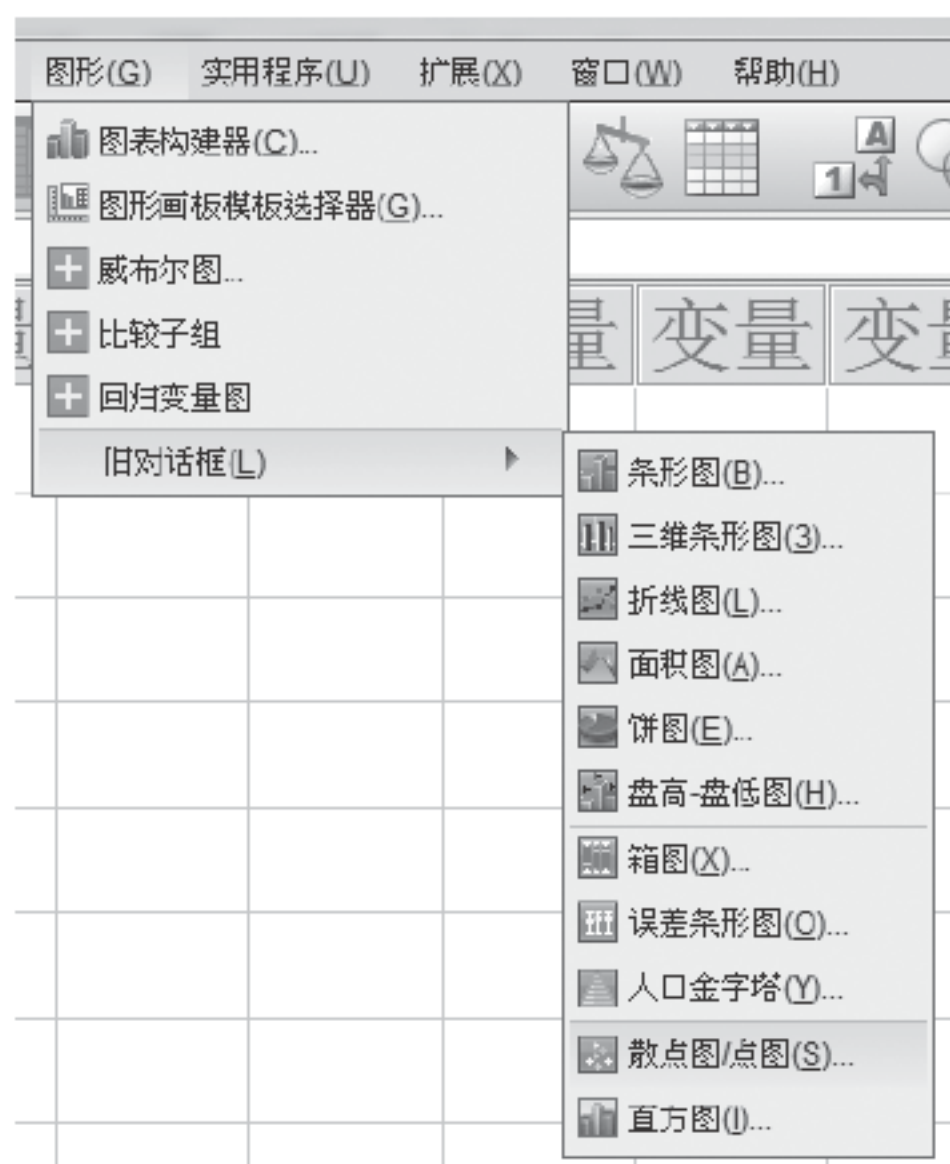 图形(G) 实用程序(U) 扩展(X) 窗口(W) 帮助(H)
图表构建器(C)...
图形画板模板选择器(G)...
威布尔图...
比较子组
回归变量图
旧对话框(L)
A
1
量 变量 变
条形图(B)...
三维条形图(3)...
折线图(L)...
面积图(A)...
饼图(E)...
盘高-盘低图(H)...
箱图(X)...
误差条形图(O)...
人口金字塔(Y)...
散点图/点图(S)...
直方图(I)...